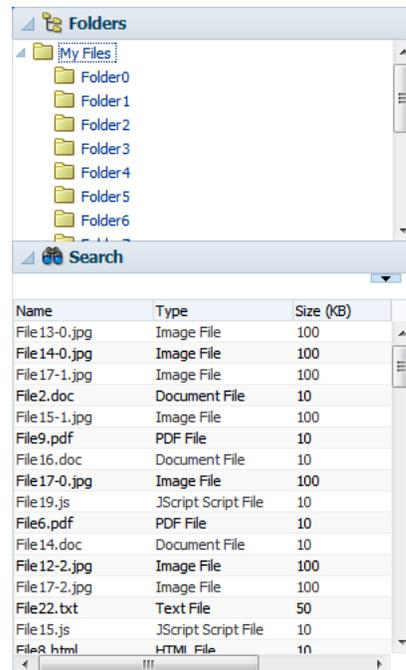 Folders
My Files
Folder0
Folder1
Folder2
Folder3
Folder4
Folder5
Folder6
Search
Name Type Size (KB)
File13-0.jpg Image File 100
File14-0.jpg Image File 100
File17-1.jpg Image File 100
File2.doc Document File 10
File15-1.jpg Image File 100
File9.pdf PDF File 10
File16.doc Document File 10
File17-0.jpg Image File 100
File19.js JScript Script File 10
File6.pdf PDF File 10
File14.doc Document File 10
File12-2.jpg Image File 100
File17-2.jpg Image File 100
File22.txt Text File 50
File15.js JScript Script File 10
File8.html HTML File 10